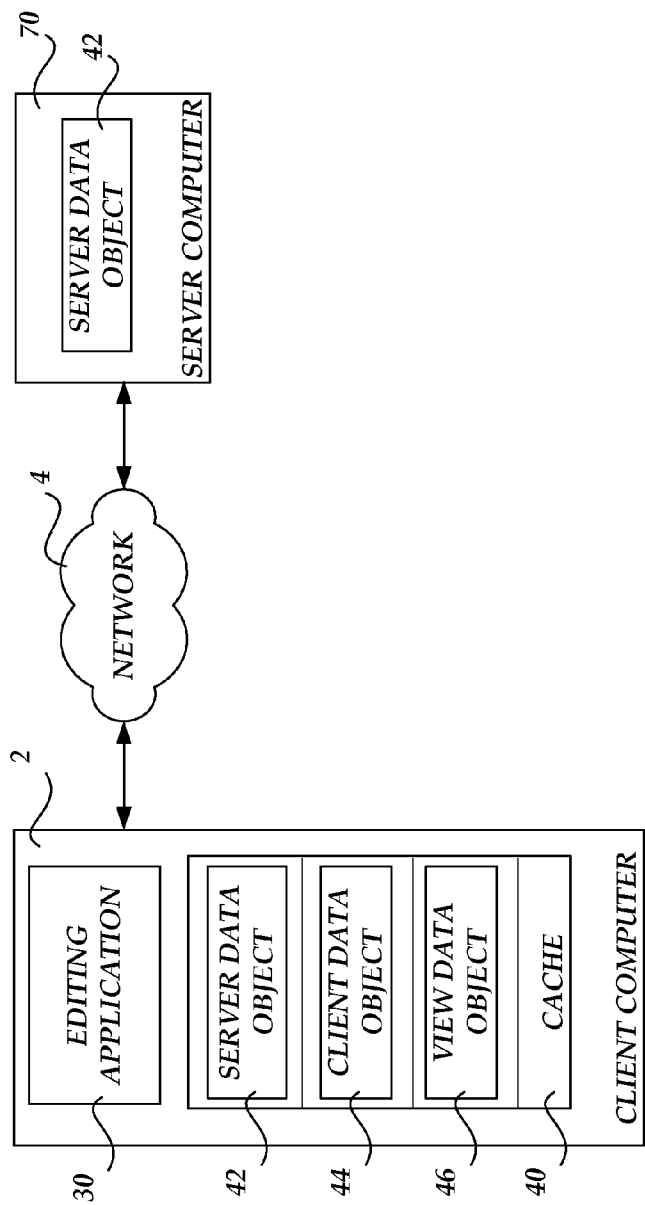 2
EDITING
APPLICATION
30
SERVER DATA
OBJECT
42
CLIENT DATA
OBJECT
44
VIEW DATA
OBJECT
46
CACHE
40
CLIENT COMPUTER
4
NETWORK
70
SERVER DATA
OBJECT
42
SERVER COMPUTER